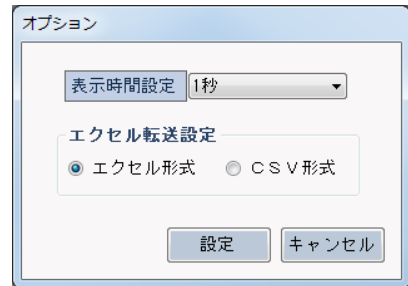 オプション
表示時間設定 1秒
エクセル転送設定
エクセル形式 ＣＳＶ形式
設定 キャンセル